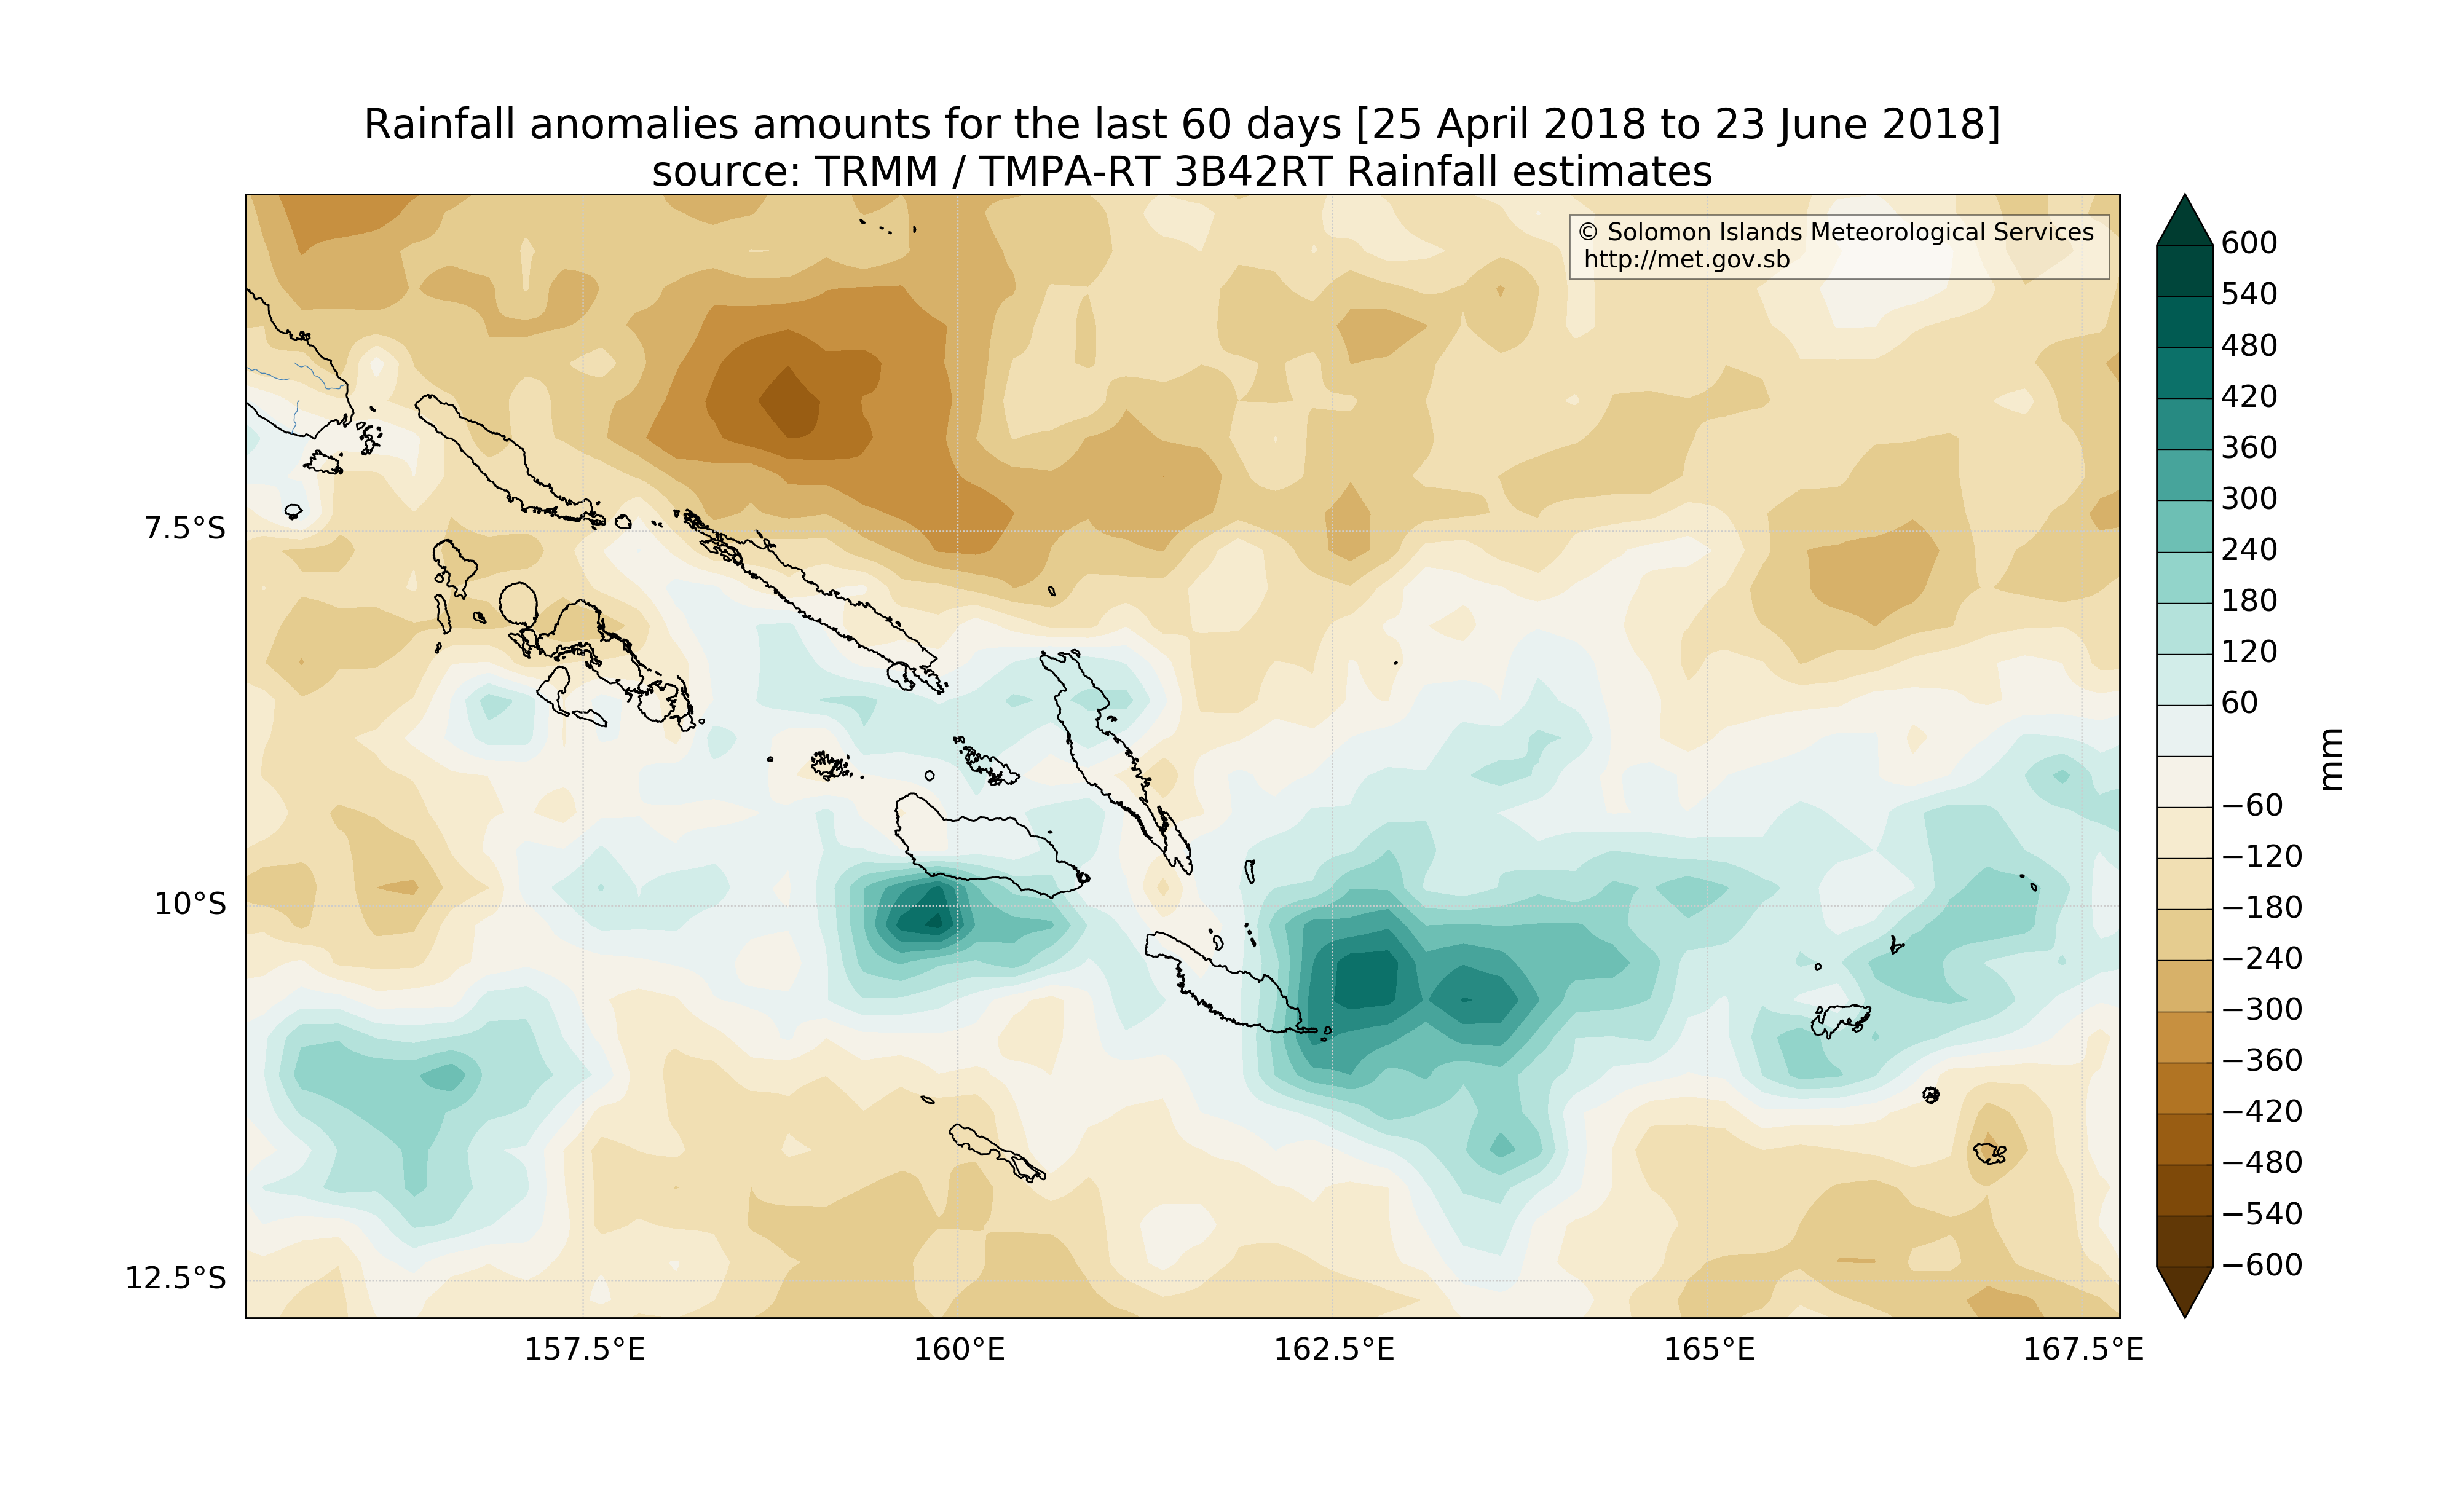 Rainfall anomalies amounts for the last 60 days [25 April 2018 to 23 June 2018]
source: TRMM / TMPA-RT 3B42RT Rainfall estimates
© Solomon Islands Meteorological Services
http://met.gov.sb
7.5°S
10°S
12.5°S
157.5°E
160°E
162.5°E
165°E
167.5°E
600
540
480
420
360
300
240
180
120
60
−60
−120
−180
−240
−300
−360
−420
−480
−540
−600
mm